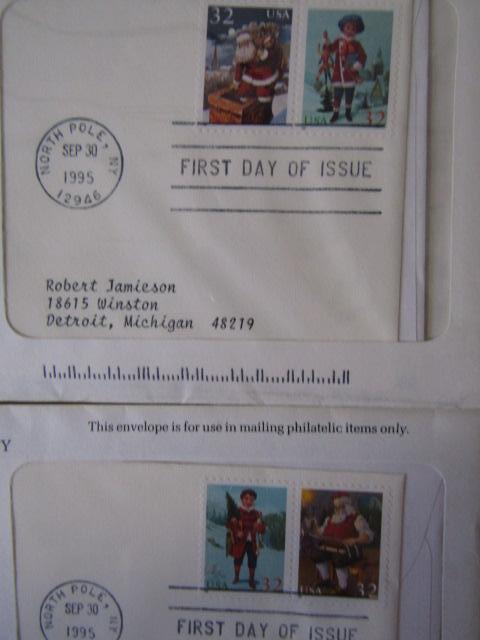 32 USA
USA 32
NORTH POLE, NY
SEP 30
1995
12946
FIRST DAY OF ISSUE
Robert Jamieson
18615 Winston
Detroit, Michigan 48219
This envelope is for use in mailing philatelic items only.
Y
32
32
NORTH POLE, NY
SEP 30
1995
FIRST DAY OF ISSUE